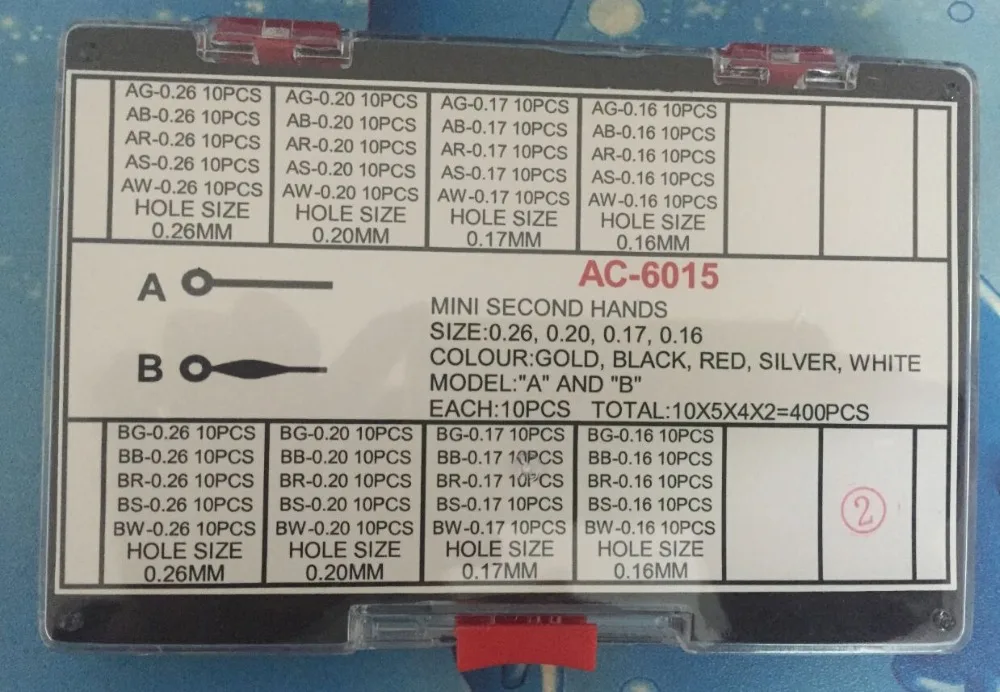 AG-0.26 10PCS
AB-0.26 10PCS
AR-0.26 10PCS
AS-0.26 10PCS
AW-0.26 10PCS
HOLE SIZE
0.26MM
AG-0.20 10PCS
AB-0.20 10PCS
AR-0.20 10PCS
AS-0.20 10PCS
AW-0.20 10PCS
HOLE SIZE
0.20MM
AG-0.17 10PCS
AB-0.17 10PCS
AR-0.17 10PCS
AS-0.17 10PCS
AW-0.17 10PCS
HOLE SIZE
0.17MM
AG-0.16 10PCS
AB-0.16 10PCS
AR-0.16 10PCS
AS-0.16 10PCS
AW-0.16 10PCS
HOLE SIZE
0.16MM
A
B
AC-6015
MINI SECOND HANDS
SIZE:0.26, 0.20, 0.17, 0.16
COLOUR:GOLD, BLACK, RED, SILVER, WHITE
MODEL:"A" AND "B"
EACH:10PCS TOTAL:10X5X4X2=400PCS
BG-0.26 10PCS
BB-0.26 10PCS
BR-0.26 10PCS
BS-0.26 10PCS
BW-0.26 10PCS
HOLE SIZE
0.26MM
BG-0.20 10PCS
BB-0.20 10PCS
BR-0.20 10PCS
BS-0.20 10PCS
BW-0.20 10PCS
HOLE SIZE
0.20MM
BG-0.17 10PCS
BB-0.17 10PCS
BR-0.17 10PCS
BS-0.17 10PCS
BW-0.17 10PCS
HOLE SIZE
0.17MM
BG-0.16 10PCS
BB-0.16 10PCS
BR-0.16 10PCS
BS-0.16 10PCS
BW-0.16 10PCS
HOLE SIZE
0.16MM
②